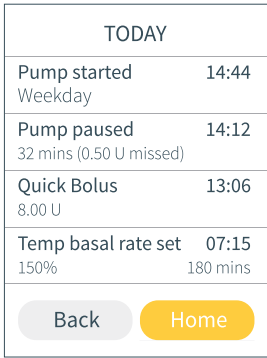 TODAY
Pump started 14:44
Weekday
Pump paused 14:12
32 mins (0.50 U missed)
Quick Bolus 13:06
8.00 U
Temp basal rate set 07:15
150% 180 mins
Back Home